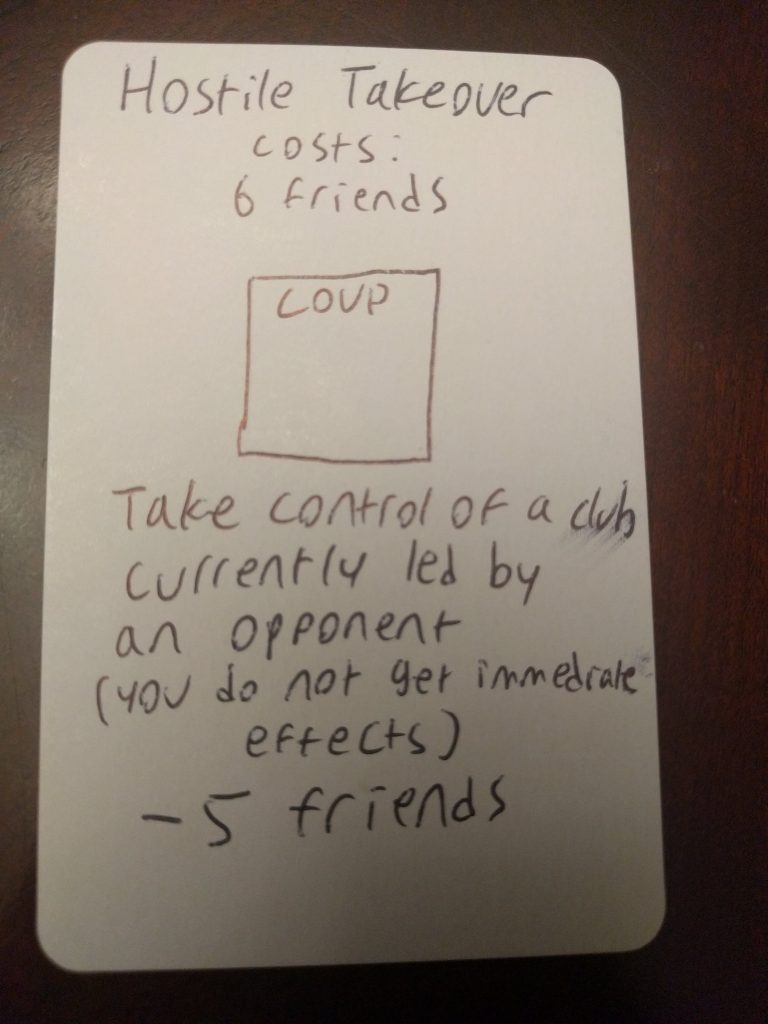 Hostile Takeover
costs:
6 friends
COUP
Take control of a club
currently led by
an opponent
(you do not get immediate
effects)
- 5 friends